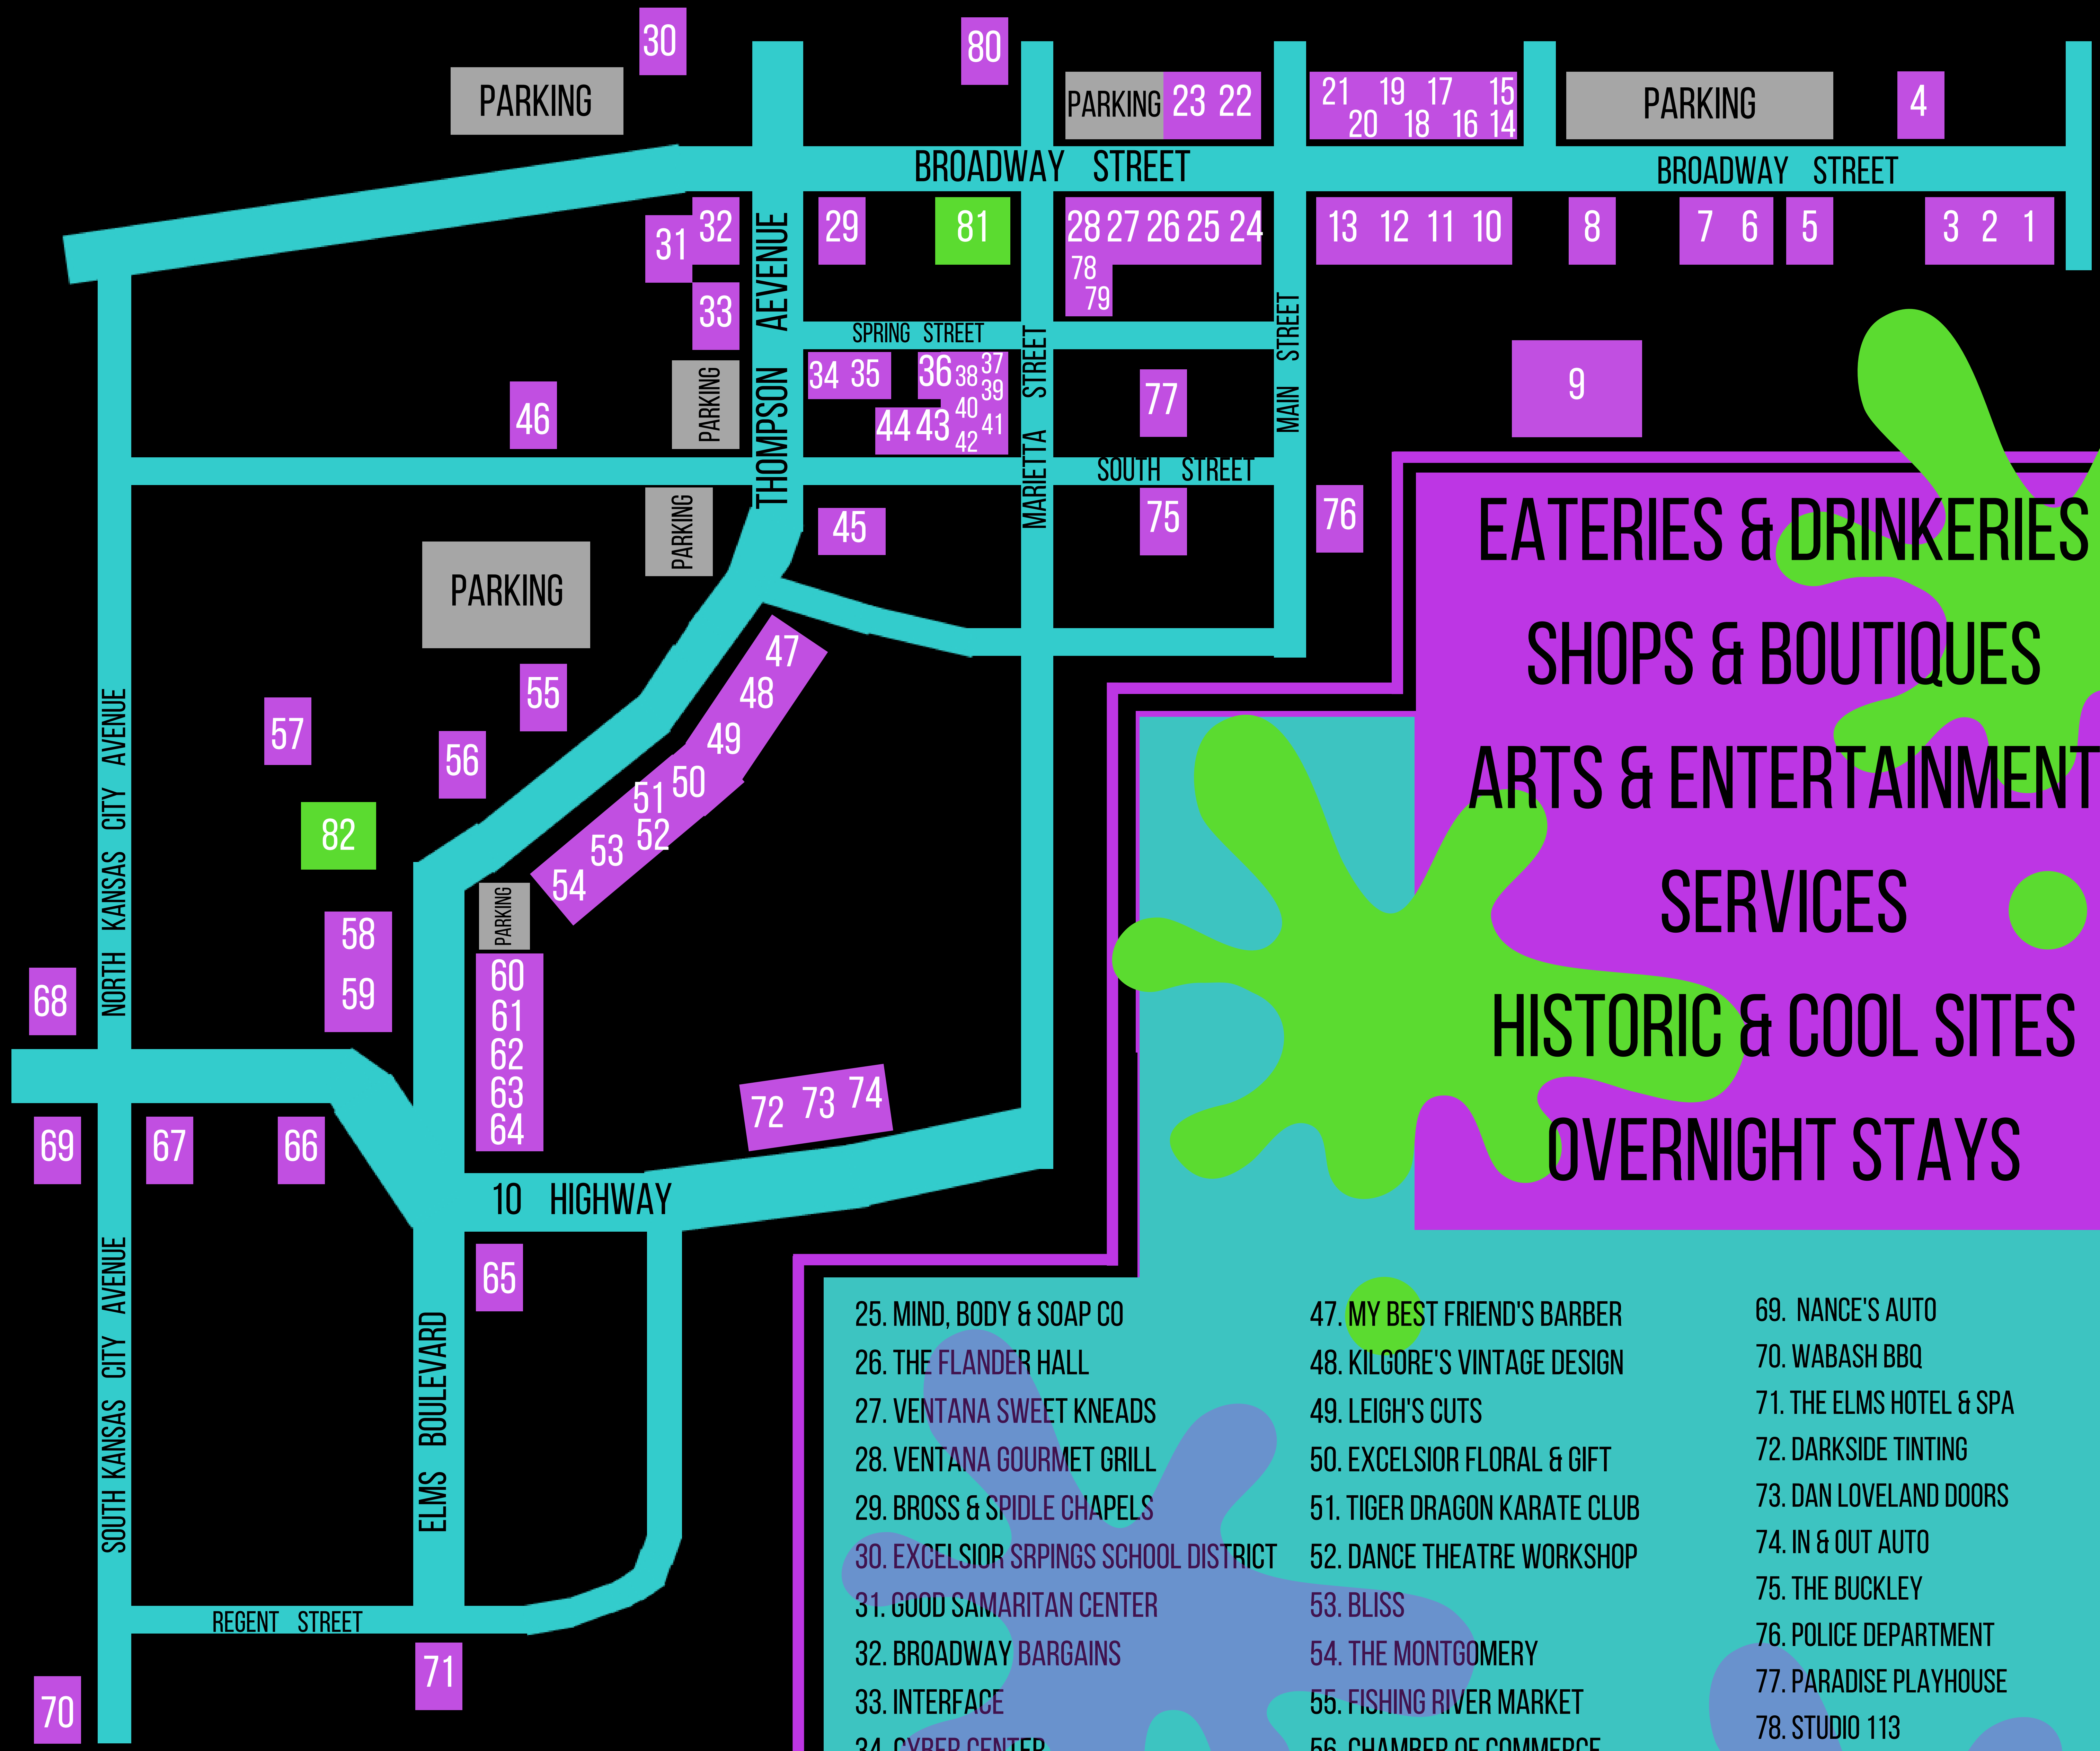 30
80
PARKING
PARKING
23 22
21 19 17 15
20 18 16 14
PARKING
4
BROADWAY STREET
BROADWAY STREET
32
31
33
29
81
28 27 26 25 24
78
79
13 12 11 10
8
7 6
5
3 2 1
THOMPSON AEVENUE
SPRING STREET
MARIETTA STREET
MAIN STREET
34 35
36 38 37
39
40
44 43 41
42
77
9
46
PARKING
SOUTH STREET
PARKING
45
75
76
PARKING
47
48
49
50
51
52
53
54
55
56
57
82
NORTH KANSAS CITY AVENUE
PARKING
58
59
60
61
62
63
64
68
69
67
66
72 73 74
10 HIGHWAY
65
SOUTH KANSAS CITY AVENUE
ELMS BOULEVARD
REGENT STREET
71
70
EATERIES & DRINKERIES
SHOPS & BOUTIQUES
ARTS & ENTERTAINMENT
SERVICES
HISTORIC & COOL SITES
OVERNIGHT STAYS
25. MIND, BODY & SOAP CO
26. THE FLANDER HALL
27. VENTANA SWEET KNEADS
28. VENTANA GOURMET GRILL
29. BROSS & SPIDLE CHAPELS
30. EXCELSIOR SRPINGS SCHOOL DISTRICT
31. GOOD SAMARITAN CENTER
32. BROADWAY BARGAINS
33. INTERFACE
34. CYBER CENTER
47. MY BEST FRIEND'S BARBER
48. KILGORE'S VINTAGE DESIGN
49. LEIGH'S CUTS
50. EXCELSIOR FLORAL & GIFT
51. TIGER DRAGON KARATE CLUB
52. DANCE THEATRE WORKSHOP
53. BLISS
54. THE MONTGOMERY
55. FISHING RIVER MARKET
56. CHAMBER OF COMMERCE
69. NANCE'S AUTO
70. WABASH BBQ
71. THE ELMS HOTEL & SPA
72. DARKSIDE TINTING
73. DAN LOVELAND DOORS
74. IN & OUT AUTO
75. THE BUCKLEY
76. POLICE DEPARTMENT
77. PARADISE PLAYHOUSE
78. STUDIO 113